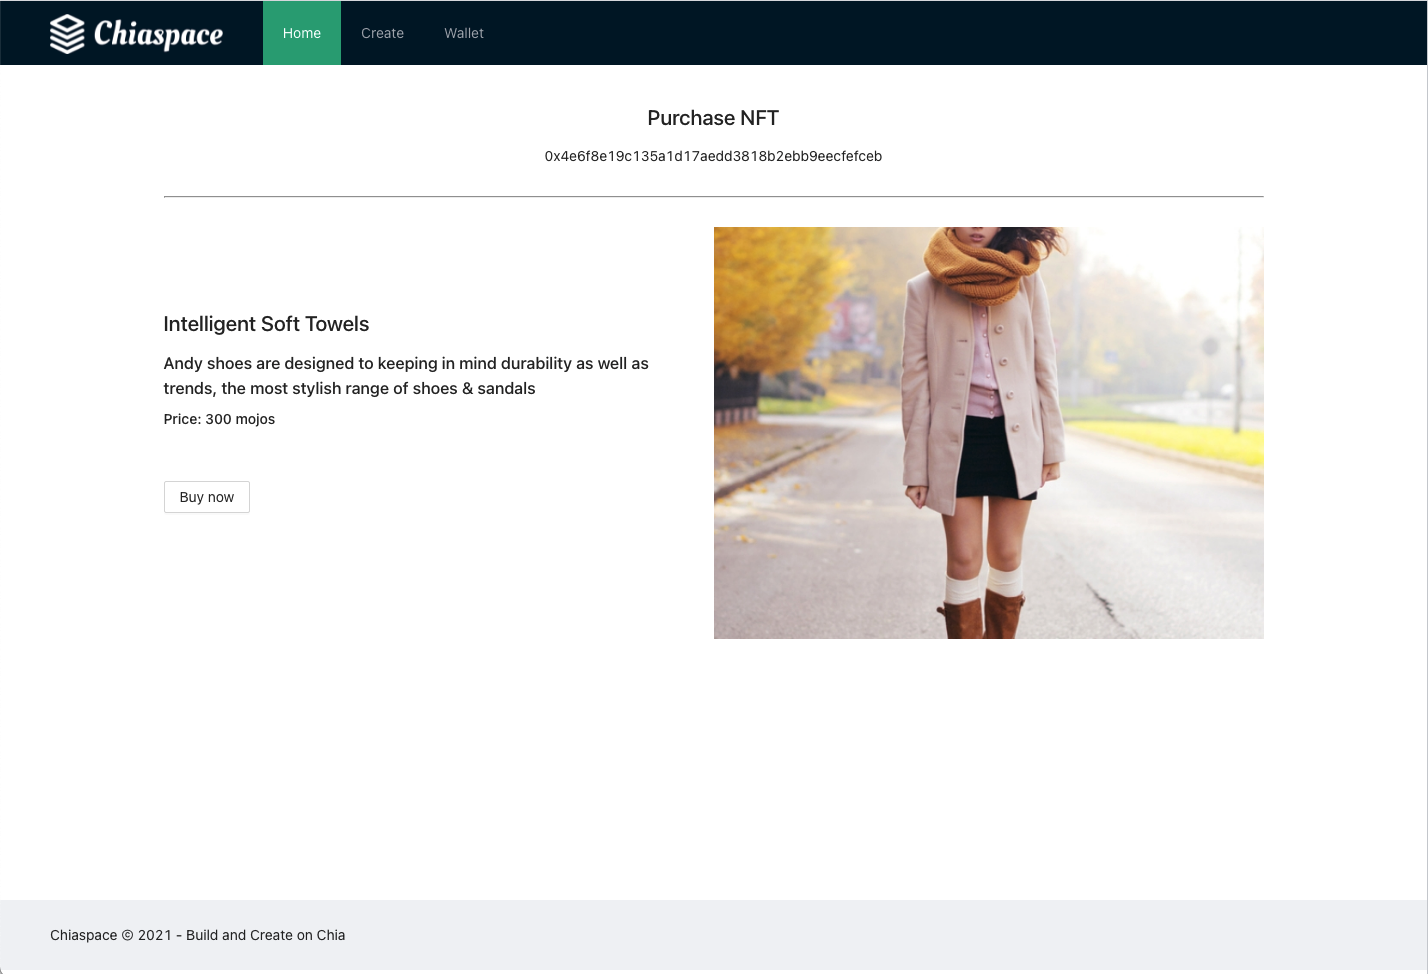 Chiaspace
Home Create Wallet
Purchase NFT
0x4e6f8e19c135a1d17aedd3818b2ebb9eecfefceb
Intelligent Soft Towels
Andy shoes are designed to keeping in mind durability as well as
trends, the most stylish range of shoes & sandals
Price: 300 mojos
Buy now
Chiaspace © 2021 - Build and Create on Chia